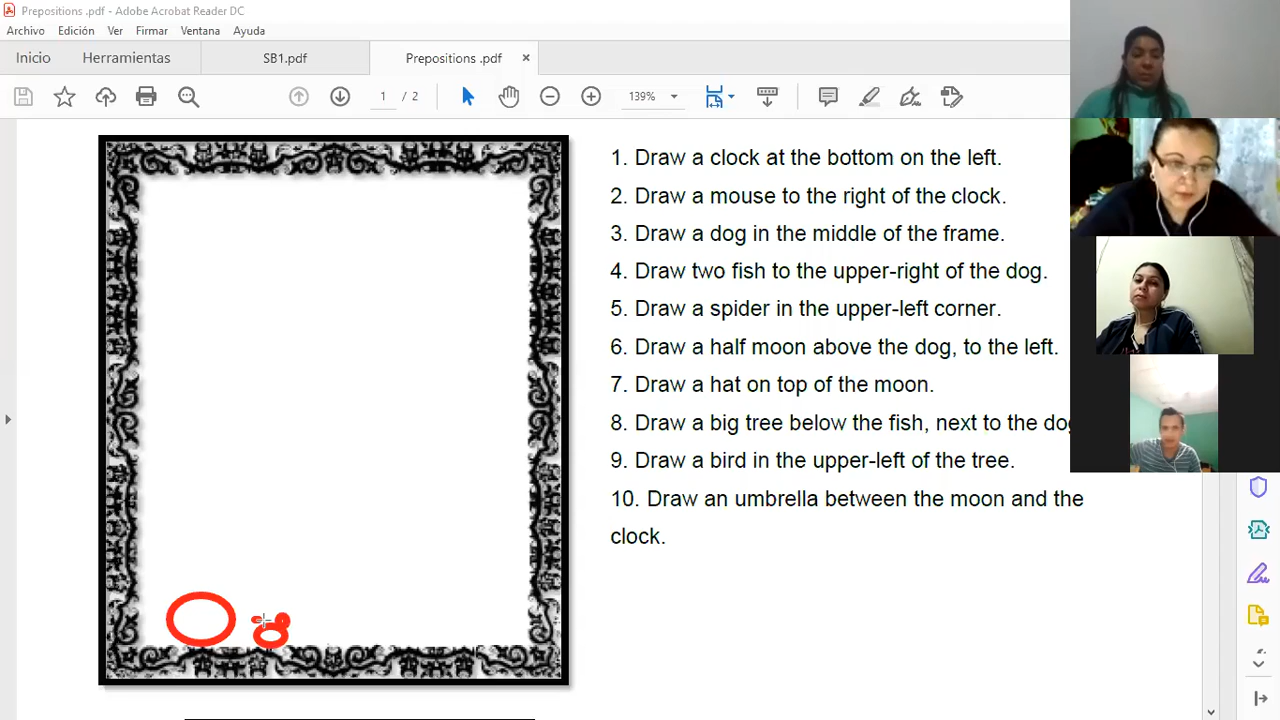 Prepositions .pdf - Adobe Acrobat Reader DC
Archivo Edición Ver Firmar Ventana Ayuda
Inicio Herramientas SB1.pdf Prepositions .pdf ×
1 / 2 139%
1. Draw a clock at the bottom on the left.
2. Draw a mouse to the right of the clock.
3. Draw a dog in the middle of the frame.
4. Draw two fish to the upper-right of the dog.
5. Draw a spider in the upper-left corner.
6. Draw a half moon above the dog, to the left.
7. Draw a hat on top of the moon.
8. Draw a big tree below the fish, next to the
9. Draw a bird in the upper-left of the tree.
10. Draw an umbrella between the moon and the
clock.